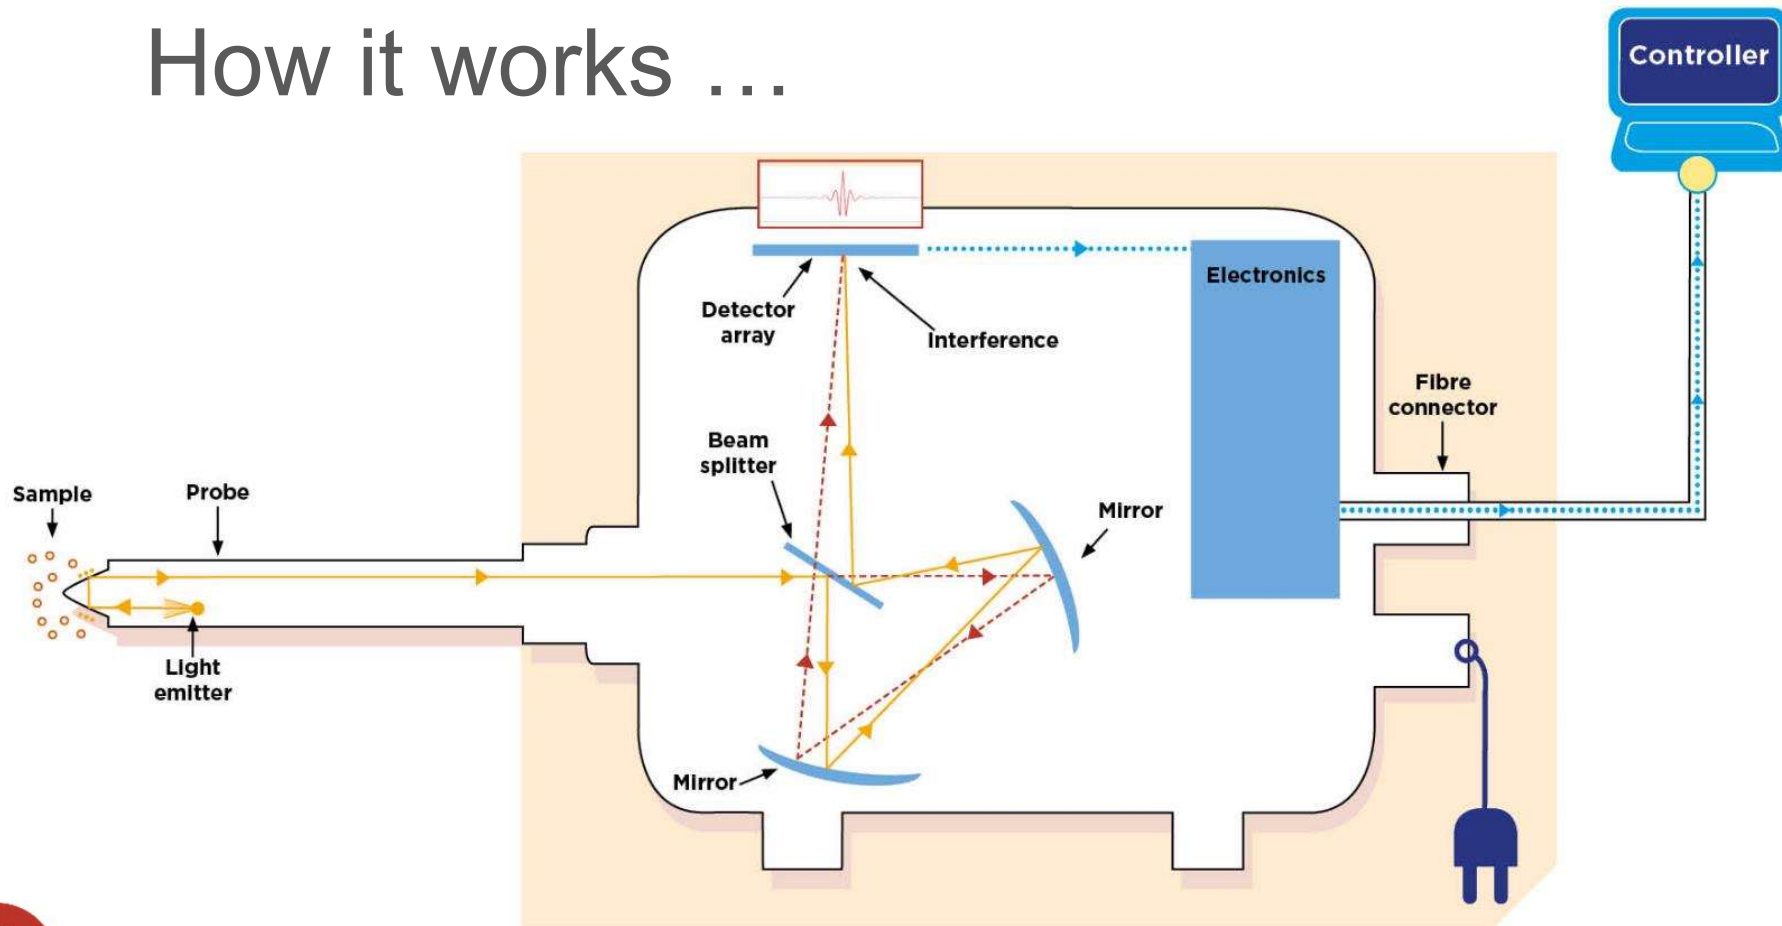 How it works …
Controller
Electronics
Detector
array
Interference
Fibre
connector
Beam
splitter
Sample
Probe
Mirror
Light
emitter
Mirror